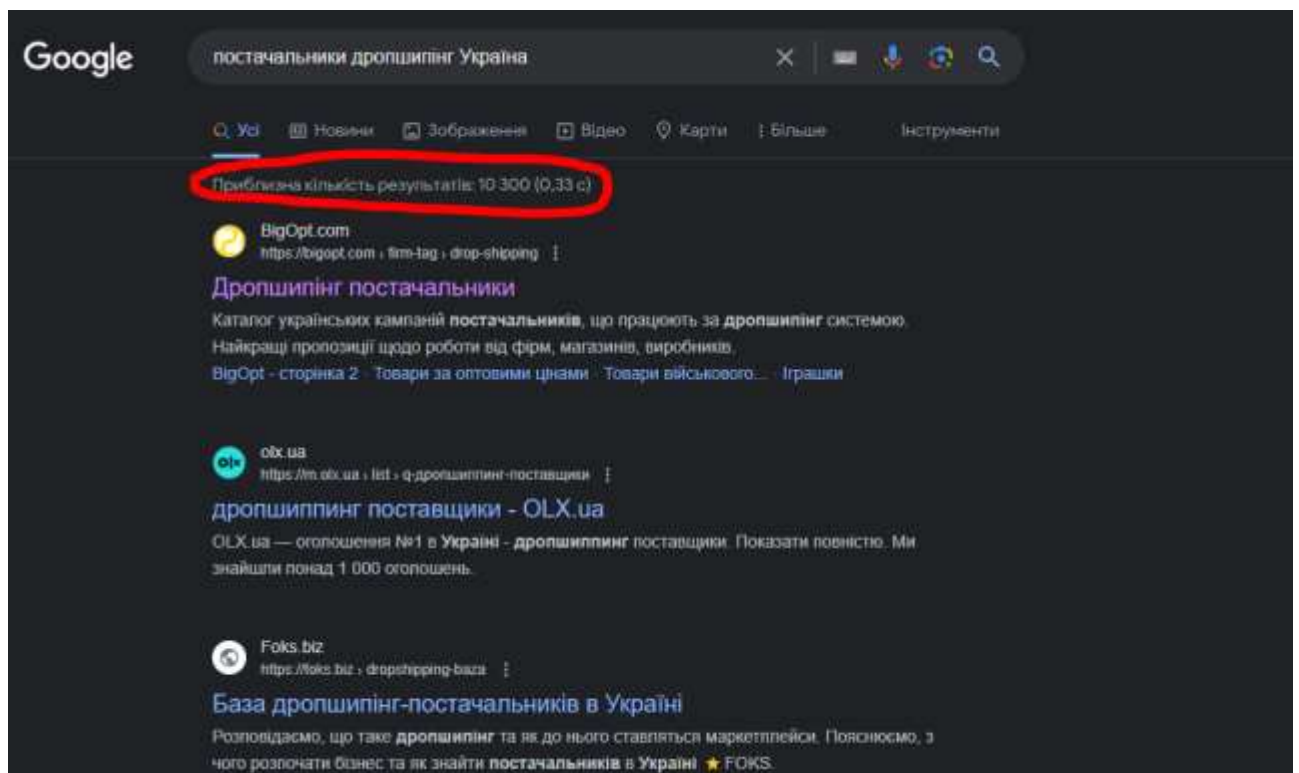 Google
постачальники дропшипінг Україна
Усі Новини Зображення Відео Карти Більше Інструменти
Приблизна кількість результатів: 10 300 (0,33 с)
BigOpt.com
https://bigopt.com › firm-tag › drop-shipping
Дропшипінг постачальники
Каталог українських кампаній постачальників, що працюють за дропшипінг системою.
Найкращі пропозиції щодо роботи від фірм, магазинів, виробників.
BigOpt - сторінка 2 · Товари за оптовими цінами · Товари військового... · Іграшки
olx
olx.ua
https://m.olx.ua › list › q-дропшиппинг-поставщики
дропшиппинг поставщики - OLX.ua
OLX.ua — оголошення №1 в Україні - дропшиппинг поставщики. Показати повністю. Ми
знайшли понад 1 000 оголошень.
Foks.biz
https://foks.biz › dropshipping-baza
База дропшипінг-постачальників в Україні
Розповідаємо, що таке дропшипінг та як до нього ставляться маркетплейси. Пояснюємо, з
чого розпочати бізнес та як знайти постачальників в Україні ★ FOKS.